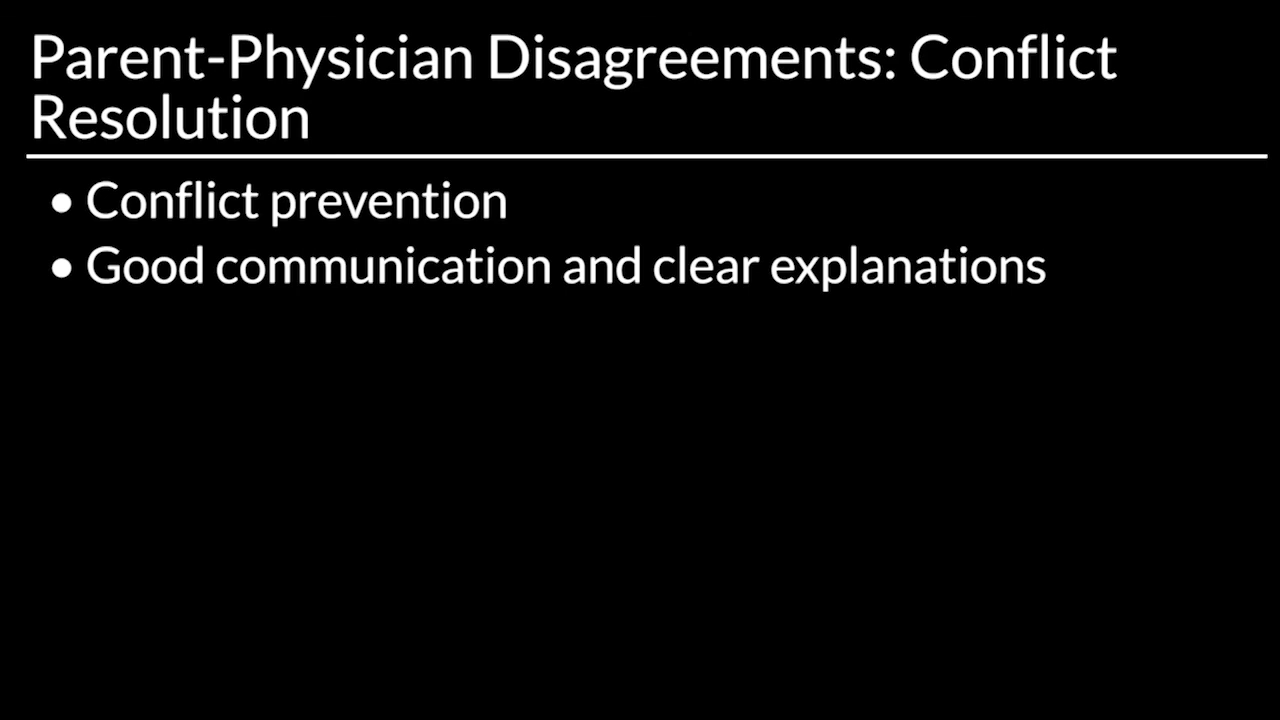 Parent-Physician Disagreements: Conflict
Resolution
• Conflict prevention
• Good communication and clear explanations